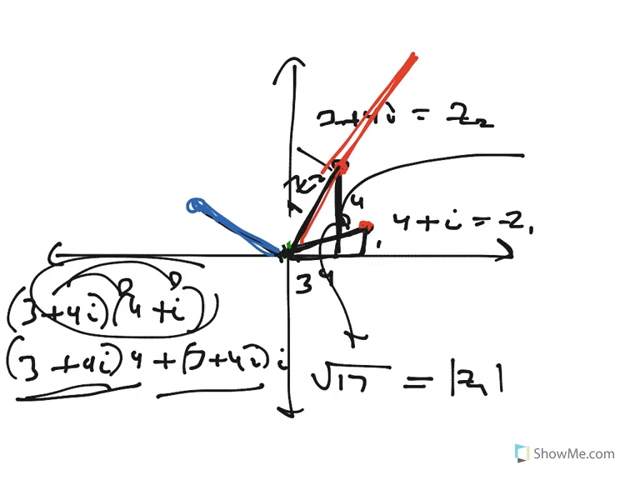 3+4i = z₂
4
4 + i = z₁
1
3 4
(3+4i)(4+i)
(3+4i)4 + (3+4i)i
√17 = |z₁|
ShowMe.com